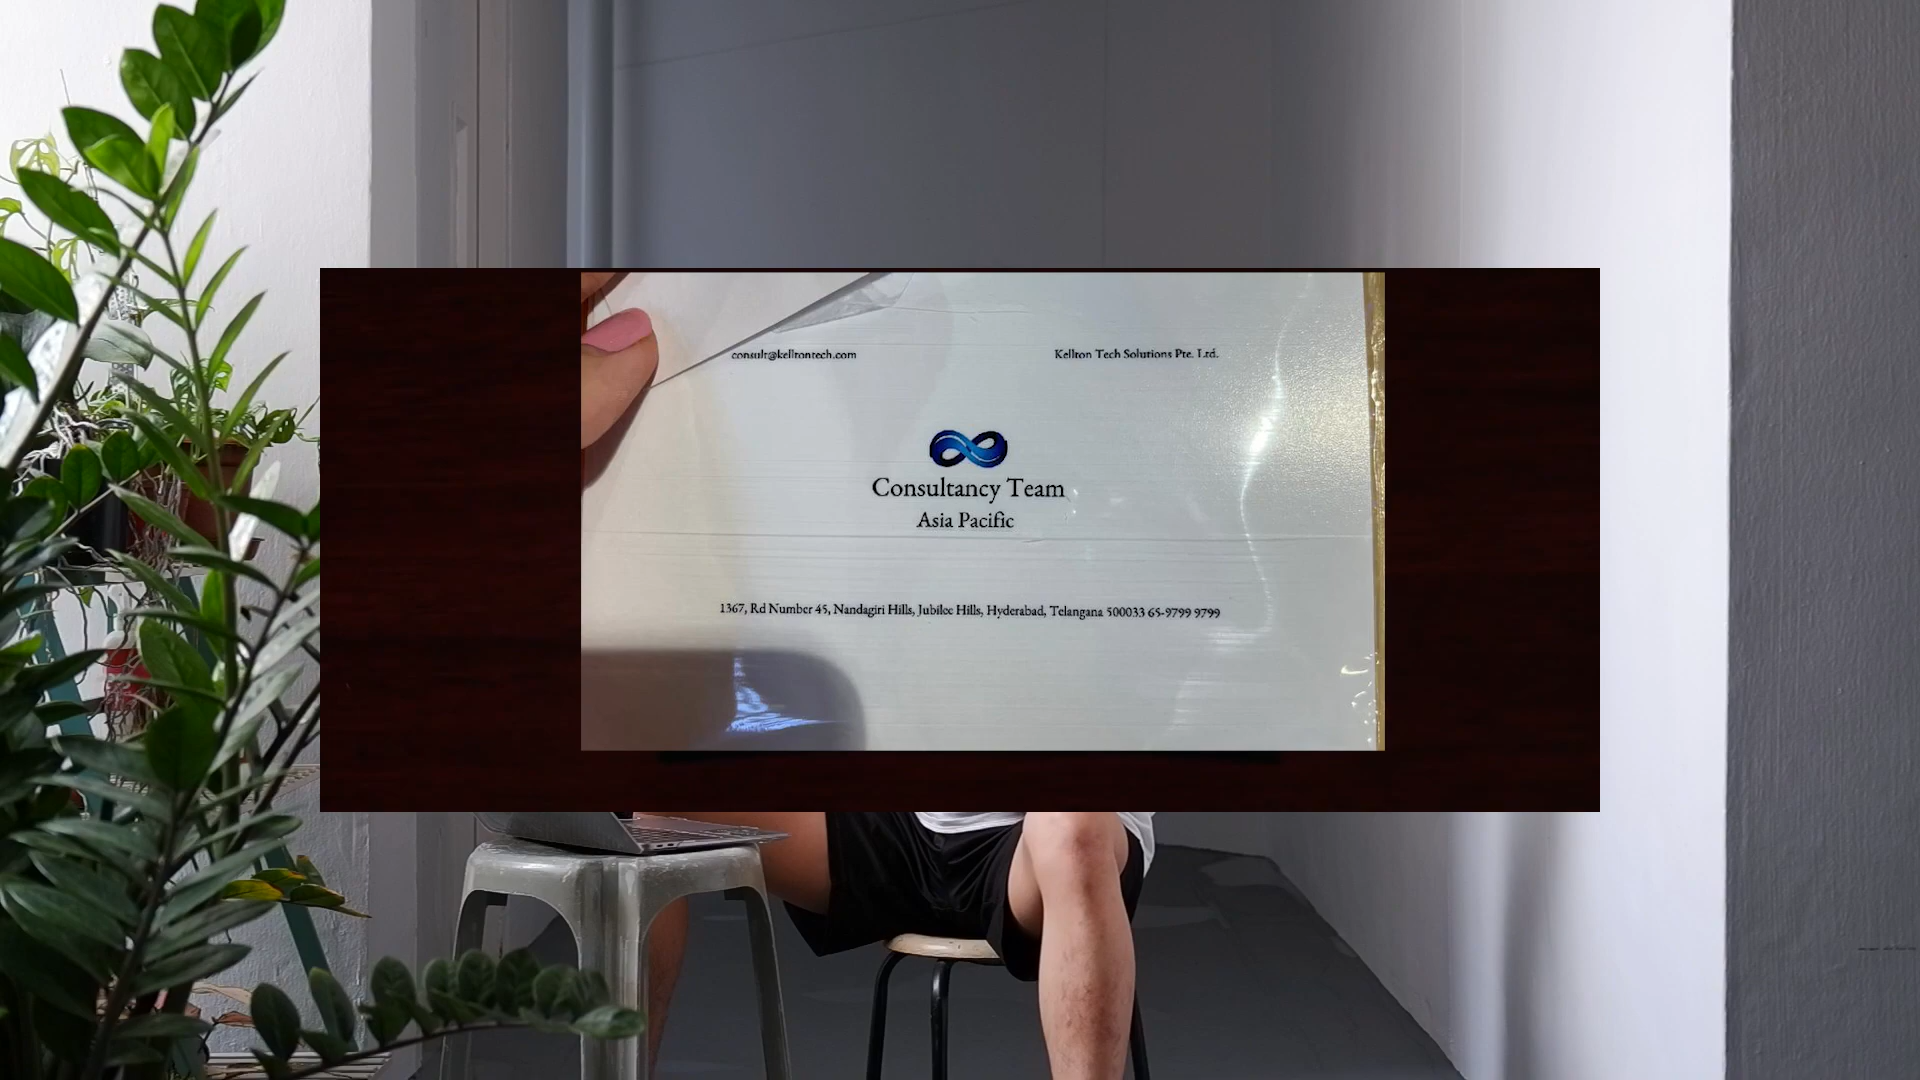 consult@kelltontech.com
Kellton Tech Solutions Pte. Ltd.
Consultancy Team
Asia Pacific
1367, Rd Number 45, Nandagiri Hills, Jubilee Hills, Hyderabad, Telangana 500033 65-9799 9799